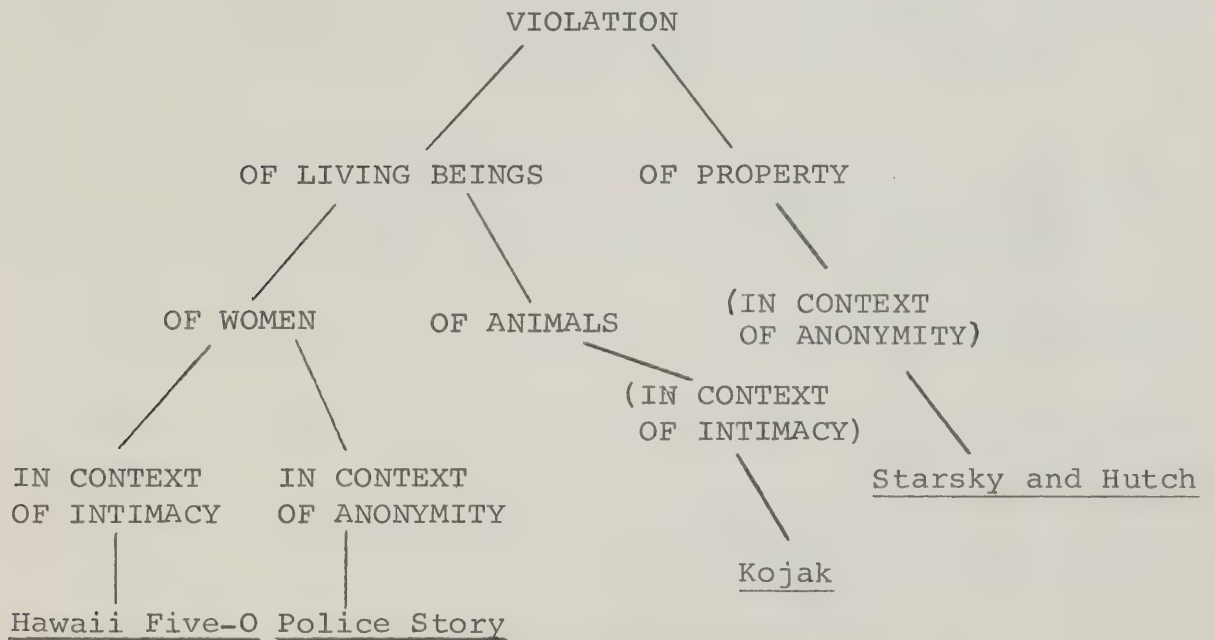 VIOLATION
OF LIVING BEINGS
OF PROPERTY
OF WOMEN
OF ANIMALS
(IN CONTEXT
OF ANONYMITY)
(IN CONTEXT
OF INTIMACY)
IN CONTEXT
OF INTIMACY
IN CONTEXT
OF ANONYMITY
Starsky and Hutch
Kojak
Hawaii Five-O
Police Story